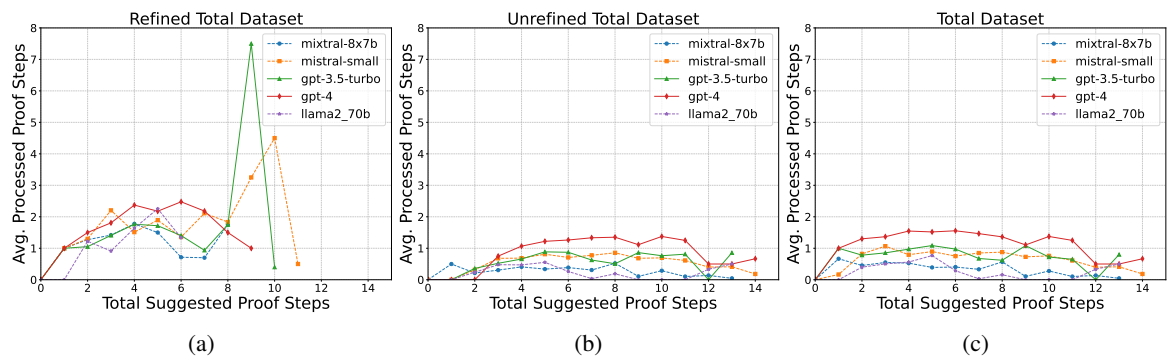 Refined Total Dataset
8
7
6
5
4
3
2
1
0
Avg. Processed Proof Steps
mixtral-8x7b
mistral-small
gpt-3.5-turbo
gpt-4
llama2_70b
0 2 4 6 8 10 12 14
Total Suggested Proof Steps
(a)
Unrefined Total Dataset
8
7
6
5
4
3
2
1
0
Avg. Processed Proof Steps
mixtral-8x7b
mistral-small
gpt-3.5-turbo
gpt-4
llama2_70b
0 2 4 6 8 10 12 14
Total Suggested Proof Steps
(b)
Total Dataset
8
7
6
5
4
3
2
1
0
Avg. Processed Proof Steps
mixtral-8x7b
mistral-small
gpt-3.5-turbo
gpt-4
llama2_70b
0 2 4 6 8 10 12 14
Total Suggested Proof Steps
(c)